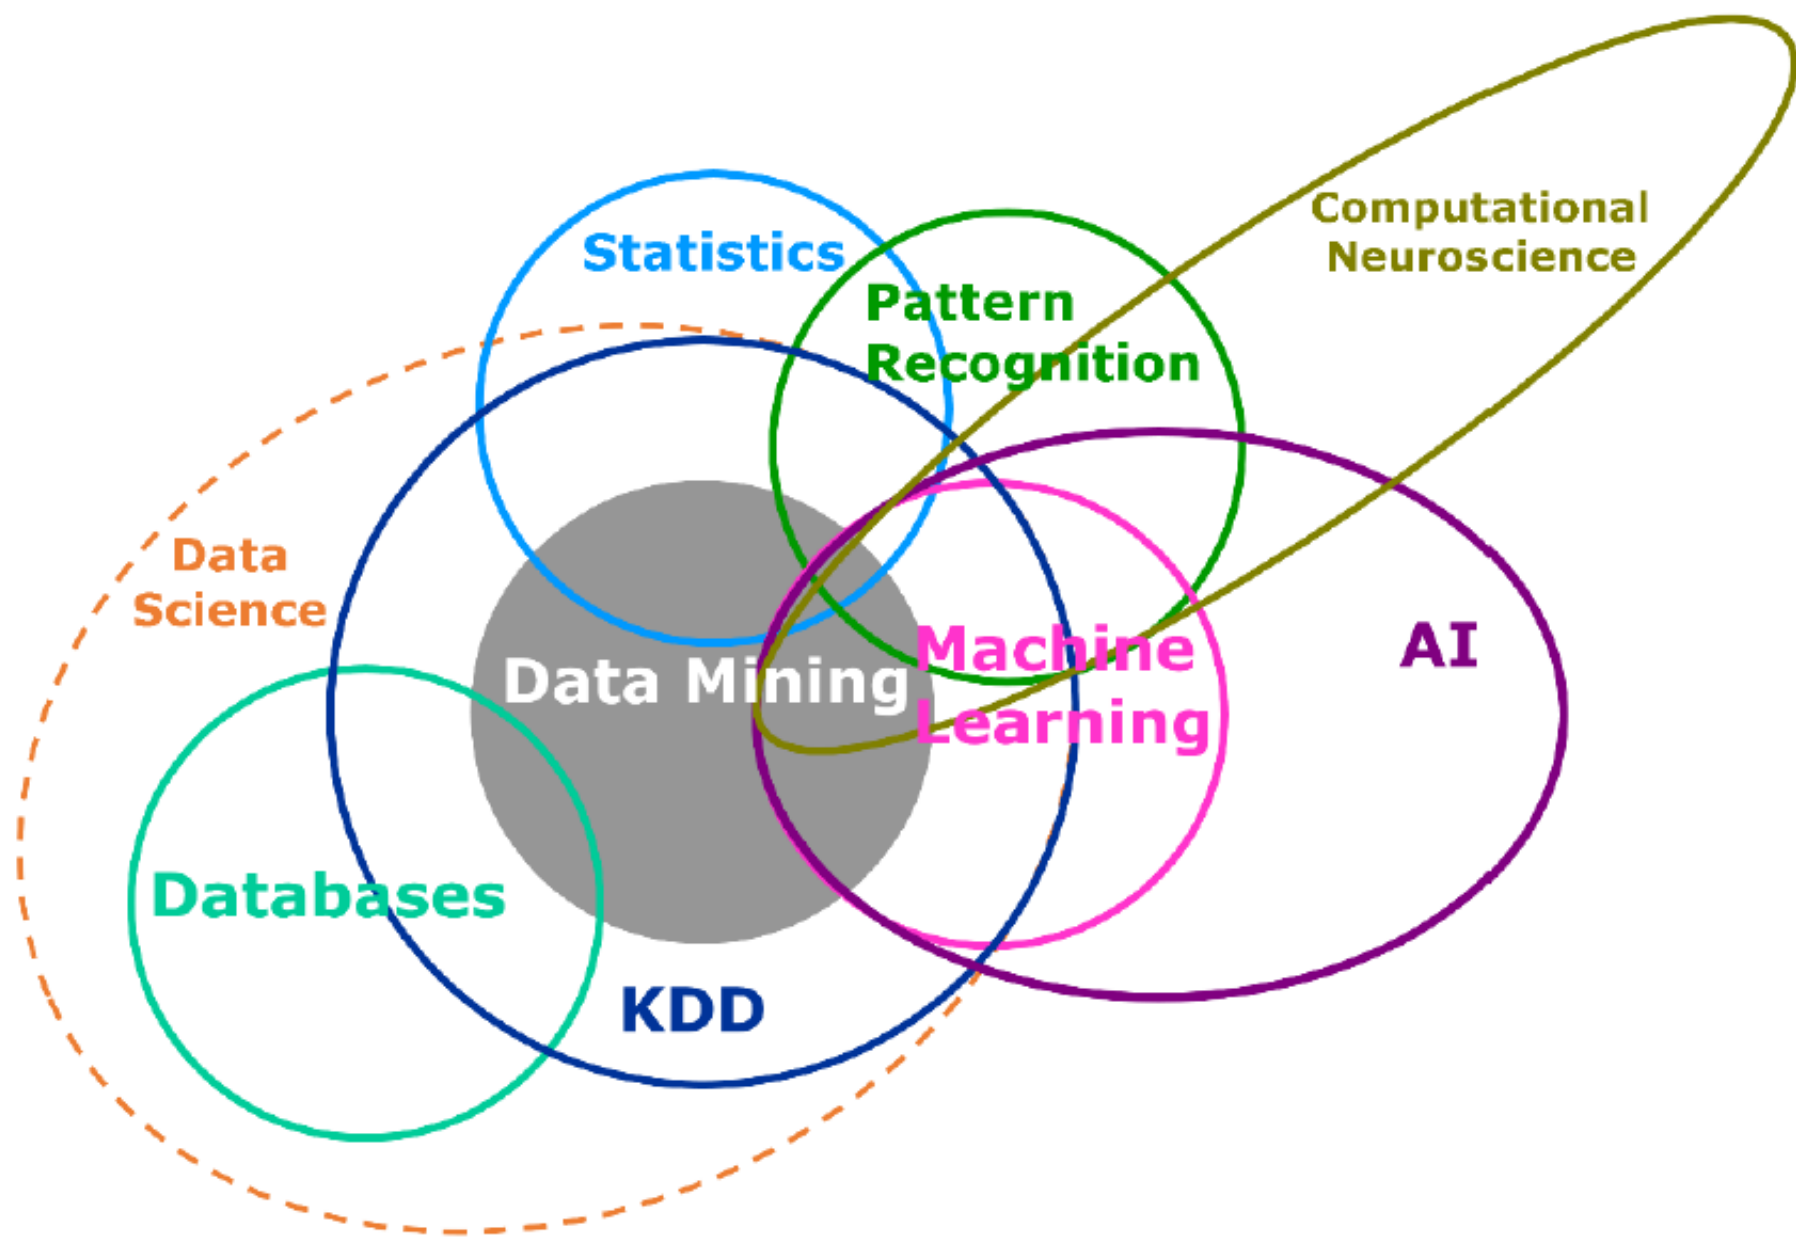 Statistics
Computational
Neuroscience
Pattern
Recognition
Data
Science
Machine
Learning
AI
Data Mining
Databases
KDD